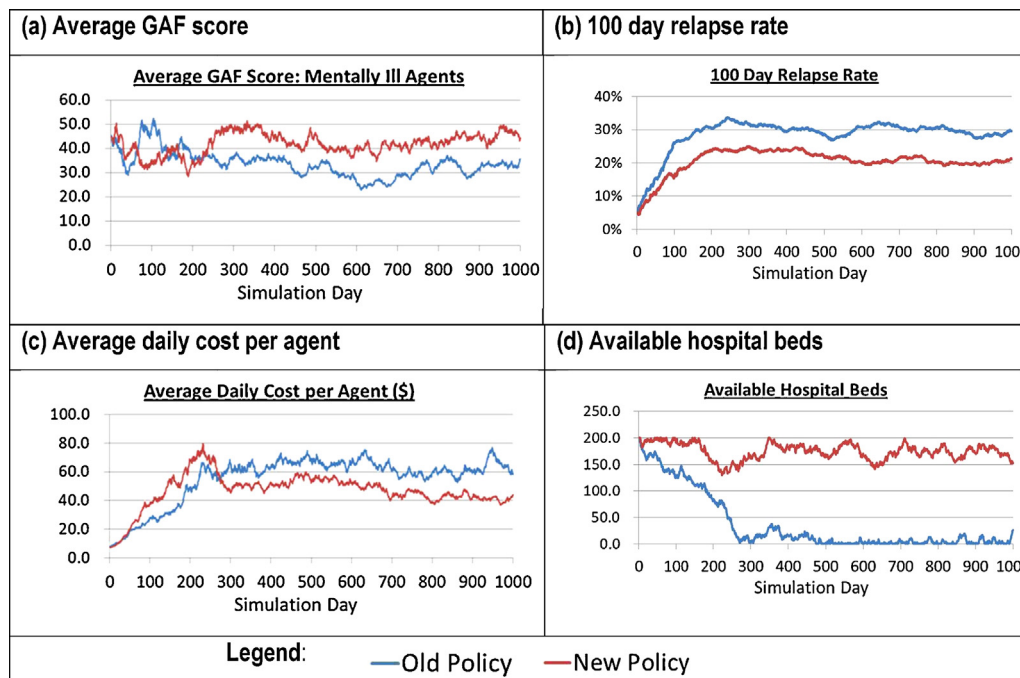 (a) Average GAF score
Average GAF Score: Mentally Ill Agents
60.0
50.0
40.0
30.0
20.0
10.0
0.0
0 100 200 300 400 500 600 700 800 900 1000
Simulation Day
(b) 100 day relapse rate
100 Day Relapse Rate
40%
30%
20%
10%
0%
0 100 200 300 400 500 600 700 800 900 100
Simulation Day
(c) Average daily cost per agent
Average Daily Cost per Agent ($)
100.0
80.0
60.0
40.0
20.0
0.0
0 100 200 300 400 500 600 700 800 900 1000
Simulation Day
(d) Available hospital beds
Available Hospital Beds
250.0
200.0
150.0
100.0
50.0
0.0
0 100 200 300 400 500 600 700 800 900 100
Simulation Day
Legend: Old Policy New Policy